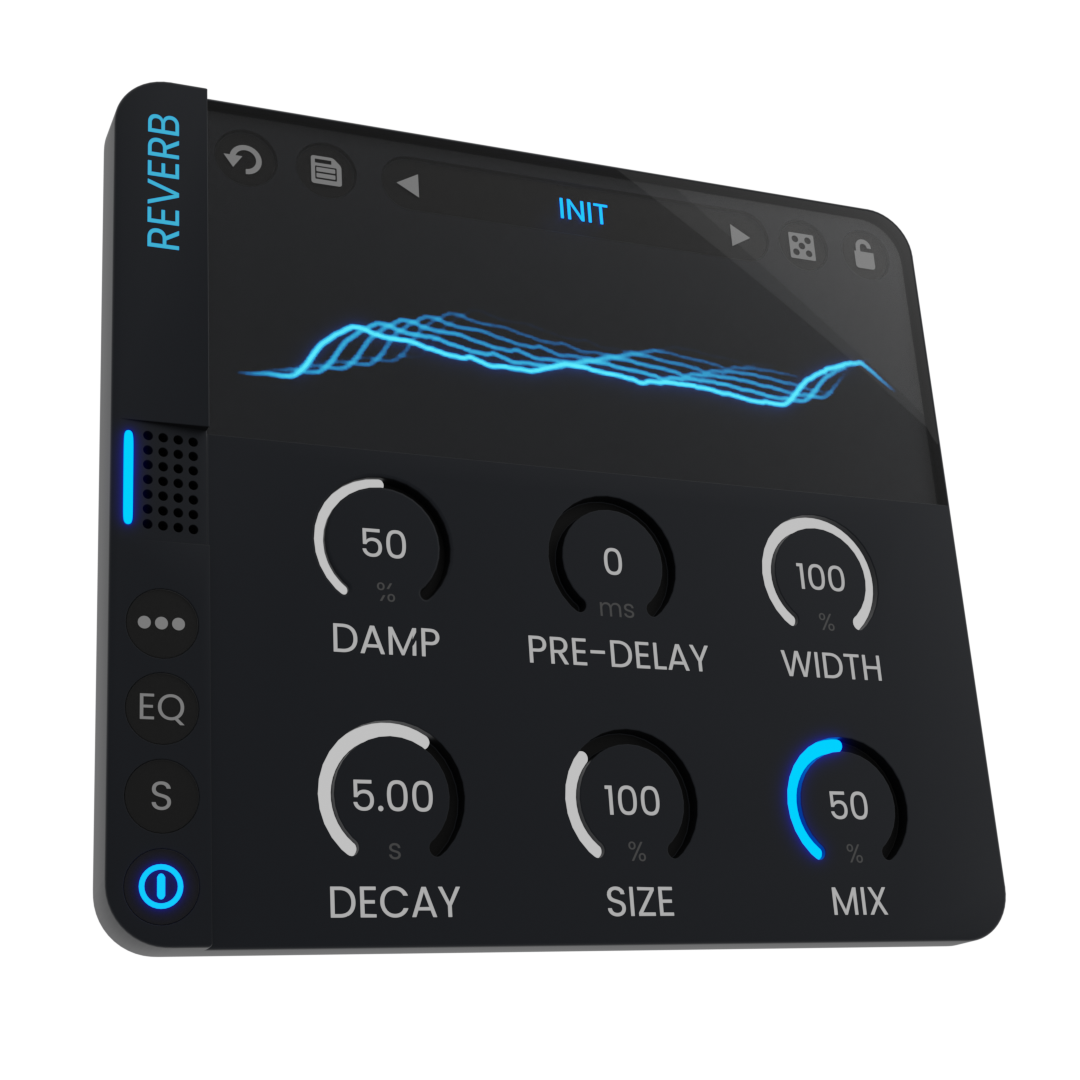 REVERB
INIT
50
%
DAMP
0
ms
PRE-DELAY
100
%
WIDTH
5.00
s
DECAY
100
%
SIZE
50
%
MIX
EQ
S